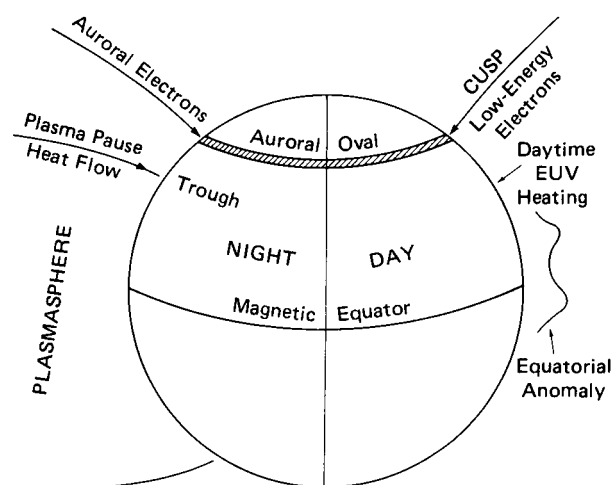 Auroral Electrons
CUSP
Low-Energy
Electrons
Plasma Pause
Heat Flow
Auroral Oval
Daytime
EUV
Heating
Trough
NIGHT DAY
PLASMASPHERE
Magnetic Equator
Equatorial
Anomaly